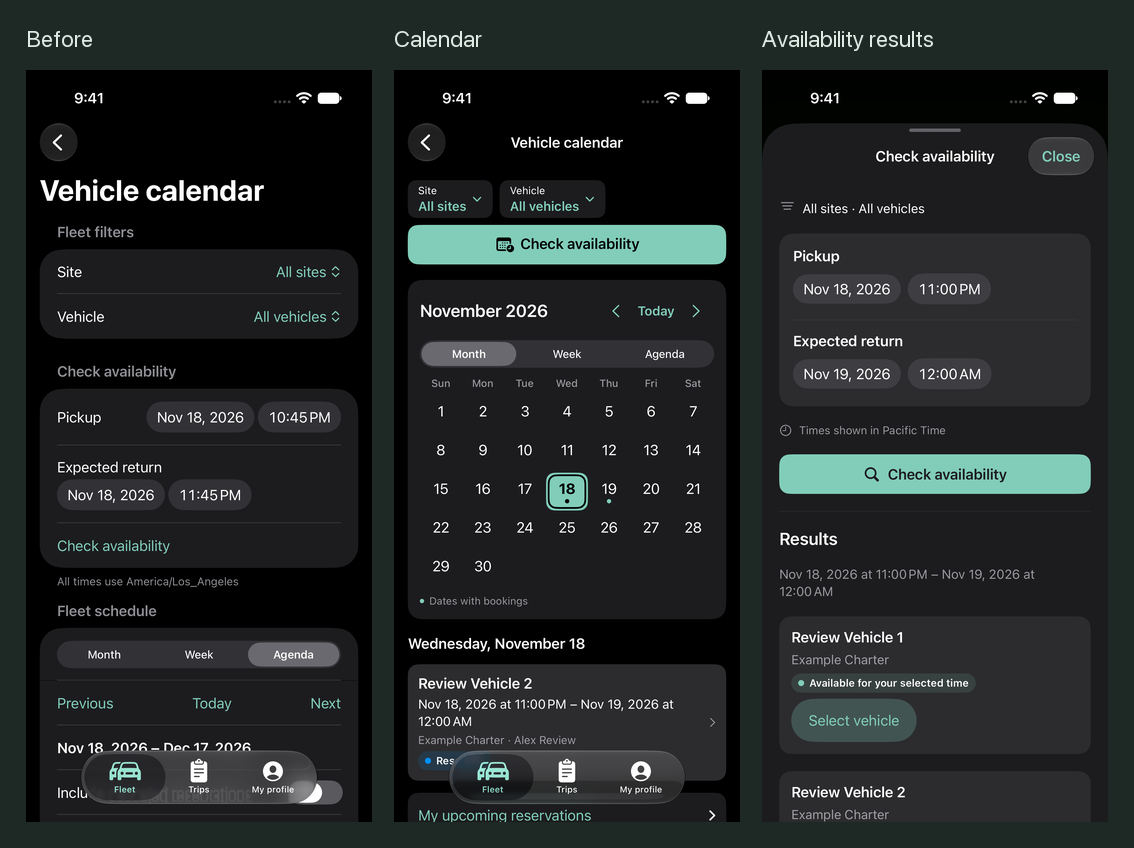 Before
9:41
Vehicle calendar
Fleet filters
Site All sites
Vehicle All vehicles
Check availability
Pickup Nov 18, 2026 10:45 PM
Expected return
Nov 18, 2026 11:45 PM
Check availability
All times use America/Los_Angeles
Fleet schedule
Month Week Agenda
Previous Today Next
Nov 18, 2026 – Dec 17, 2026
Fleet Trips My profile
Calendar
9:41
Vehicle calendar
Site
All sites
Vehicle
All vehicles
Check availability
November 2026 Today
Month Week Agenda
Sun Mon Tue Wed Thu Fri Sat
1 2 3 4 5 6 7
8 9 10 11 12 13 14
15 16 17 18 19 20 21
22 23 24 25 26 27 28
29 30
Dates with bookings
Wednesday, November 18
Review Vehicle 2
Nov 18, 2026 at 11:00 PM – Nov 19, 2026 at
12:00 AM
Example Charter · Alex Review
Fleet Trips My profile
My upcoming reservations
Availability results
9:41
Check availability Close
All sites · All vehicles
Pickup
Nov 18, 2026 11:00 PM
Expected return
Nov 19, 2026 12:00 AM
Times shown in Pacific Time
Check availability
Results
Nov 18, 2026 at 11:00 PM – Nov 19, 2026 at
12:00 AM
Review Vehicle 1
Example Charter
Available for your selected time
Select vehicle
Review Vehicle 2
Example Charter